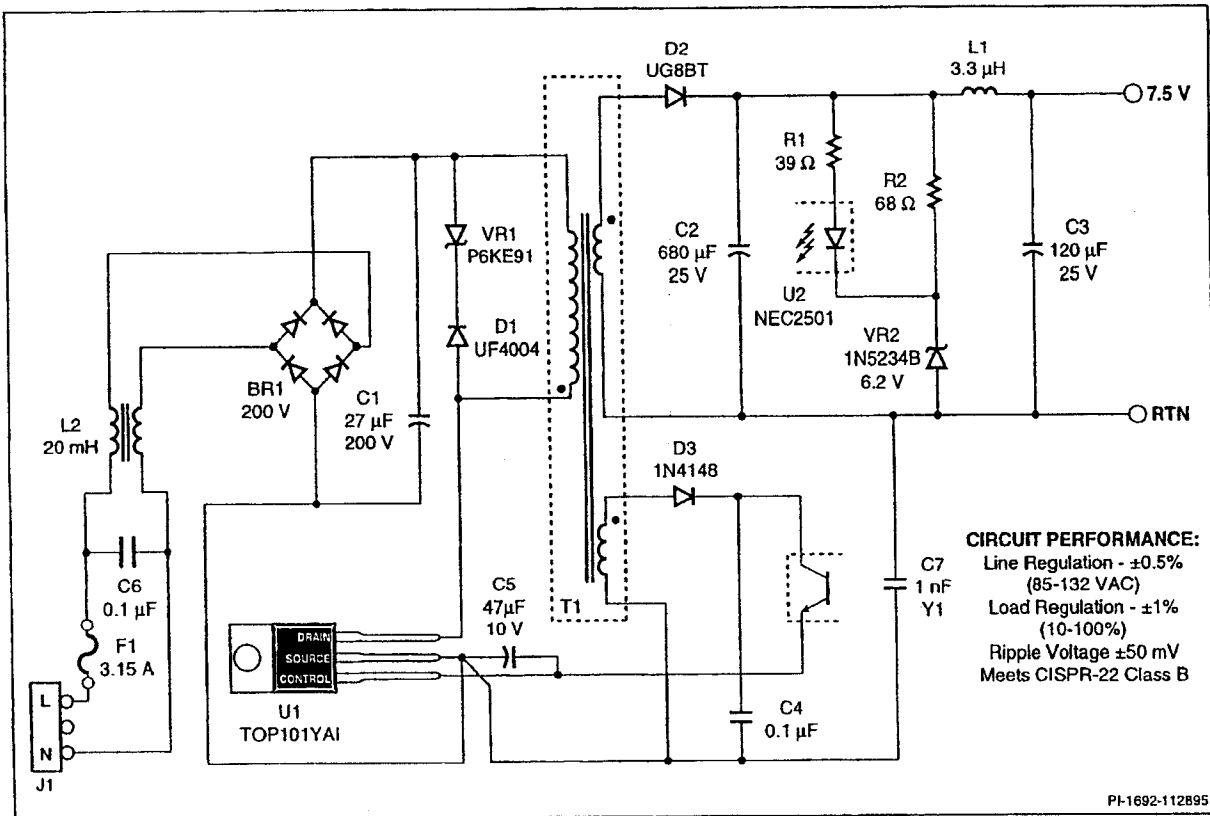 D2
UG8BT
L1
3.3 µH
7.5 V
R1
39 Ω
R2
68 Ω
VR1
P6KE91
C2
680 µF
25 V
C3
120 µF
25 V
U2
NEC2501
D1
UF4004
VR2
1N5234B
6.2 V
BR1
200 V
C1
27 µF
200 V
L2
20 mH
RTN
D3
1N4148
C6
0.1 µF
C5
47µF
10 V
T1
C7
1 nF
Y1
CIRCUIT PERFORMANCE:
Line Regulation - ±0.5%
(85-132 VAC)
Load Regulation - ±1%
(10-100%)
Ripple Voltage ±50 mV
Meets CISPR-22 Class B
DRAIN
SOURCE
CONTROL
F1
3.15 A
U1
TOP101YAI
C4
0.1 µF
L
N
J1
PI-1692-112895